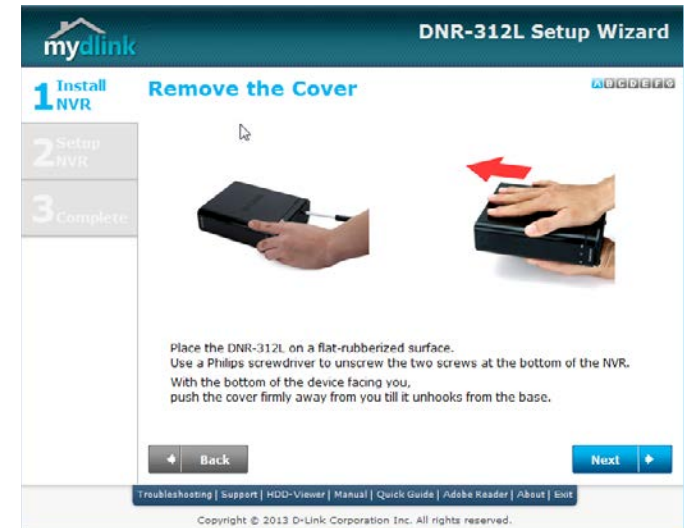 mydlink
DNR-312L Setup Wizard
1 Install NVR
2 Setup NVR
3 Complete
Remove the Cover
A B C D E F G
Place the DNR-312L on a flat-rubberized surface.
Use a Philips screwdriver to unscrew the two screws at the bottom of the NVR.
With the bottom of the device facing you,
push the cover firmly away from you till it unhooks from the base.
Back
Next
Troubleshooting | Support | HDD-Viewer | Manual | Quick Guide | Adobe Reader | About | Exit
Copyright © 2013 D-Link Corporation Inc. All rights reserved.